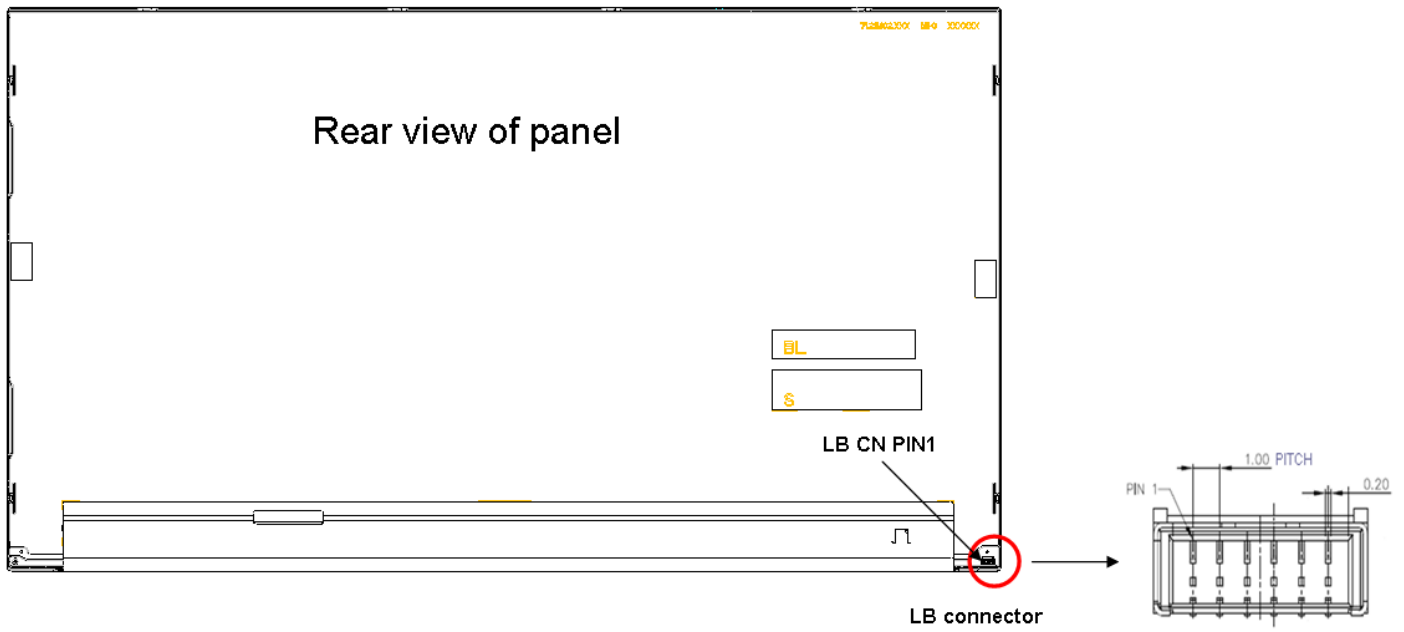 Rear view of panel
BL
S
LB CN PIN1
1.00 PITCH
PIN 1
0.20
LB connector